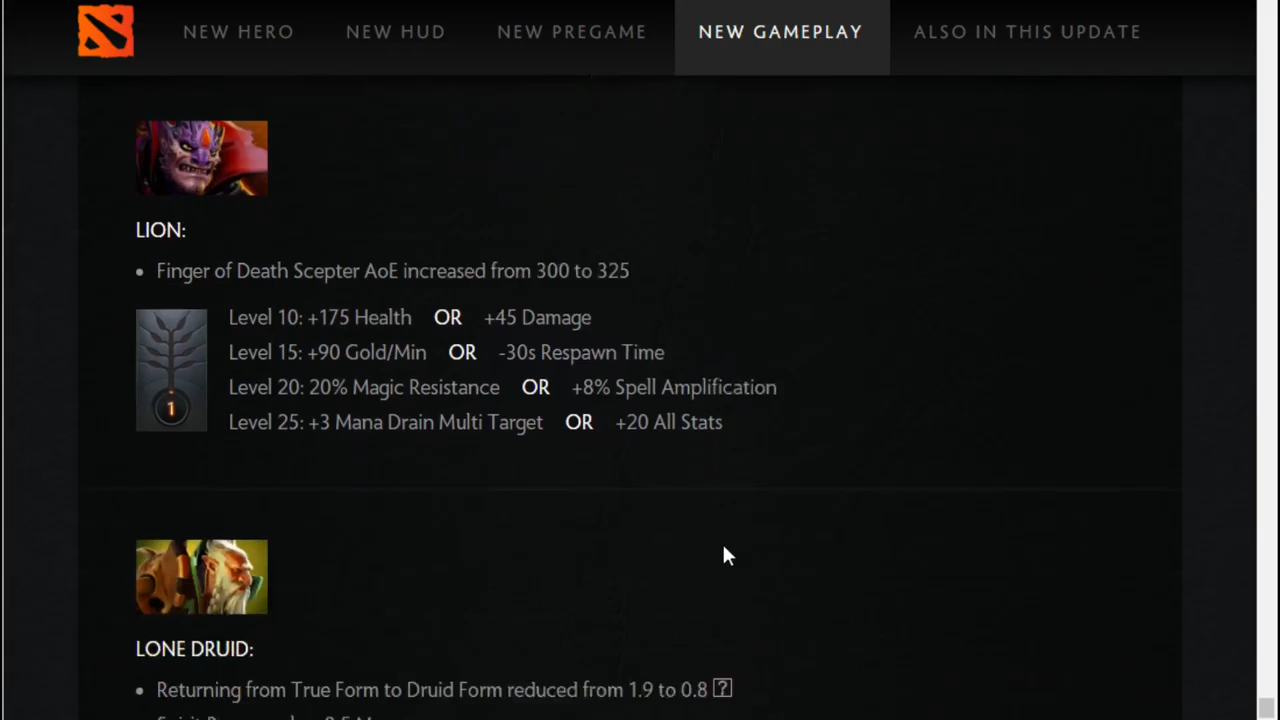 NEW HERO NEW HUD NEW PREGAME NEW GAMEPLAY ALSO IN THIS UPDATE
LION:
• Finger of Death Scepter AoE increased from 300 to 325
Level 10: +175 Health OR +45 Damage
Level 15: +90 Gold/Min OR -30s Respawn Time
Level 20: 20% Magic Resistance OR +8% Spell Amplification
1
Level 25: +3 Mana Drain Multi Target OR +20 All Stats
LONE DRUID:
• Returning from True Form to Druid Form reduced from 1.9 to 0.8 ?